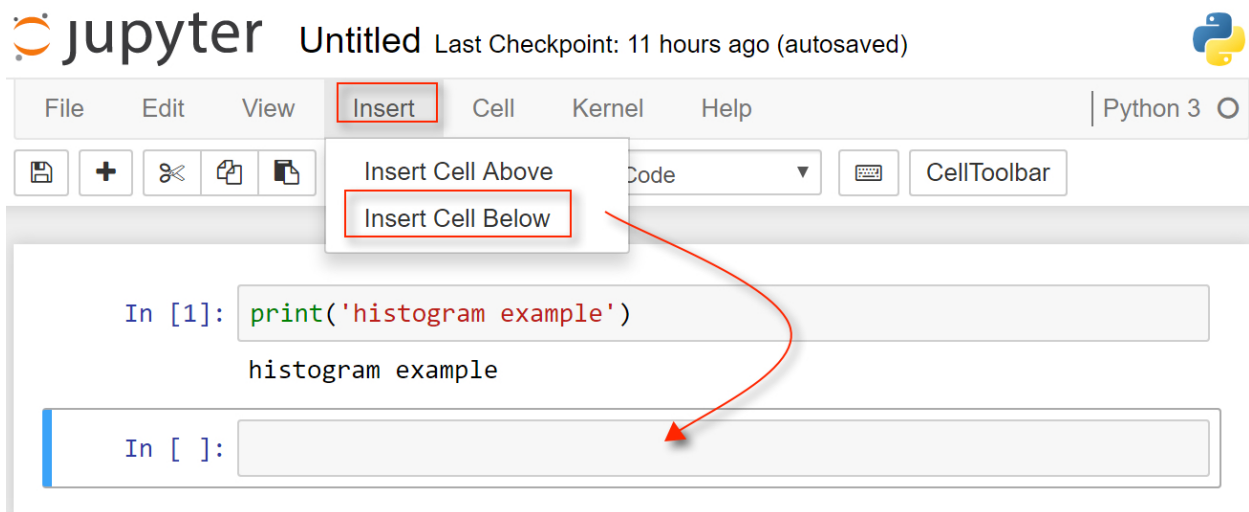 jupyter Untitled Last Checkpoint: 11 hours ago (autosaved)
File Edit View Insert Cell Kernel Help Python 3
Insert Cell Above Code CellToolbar
Insert Cell Below
In [1]: print('histogram example')
histogram example
In [ ]: